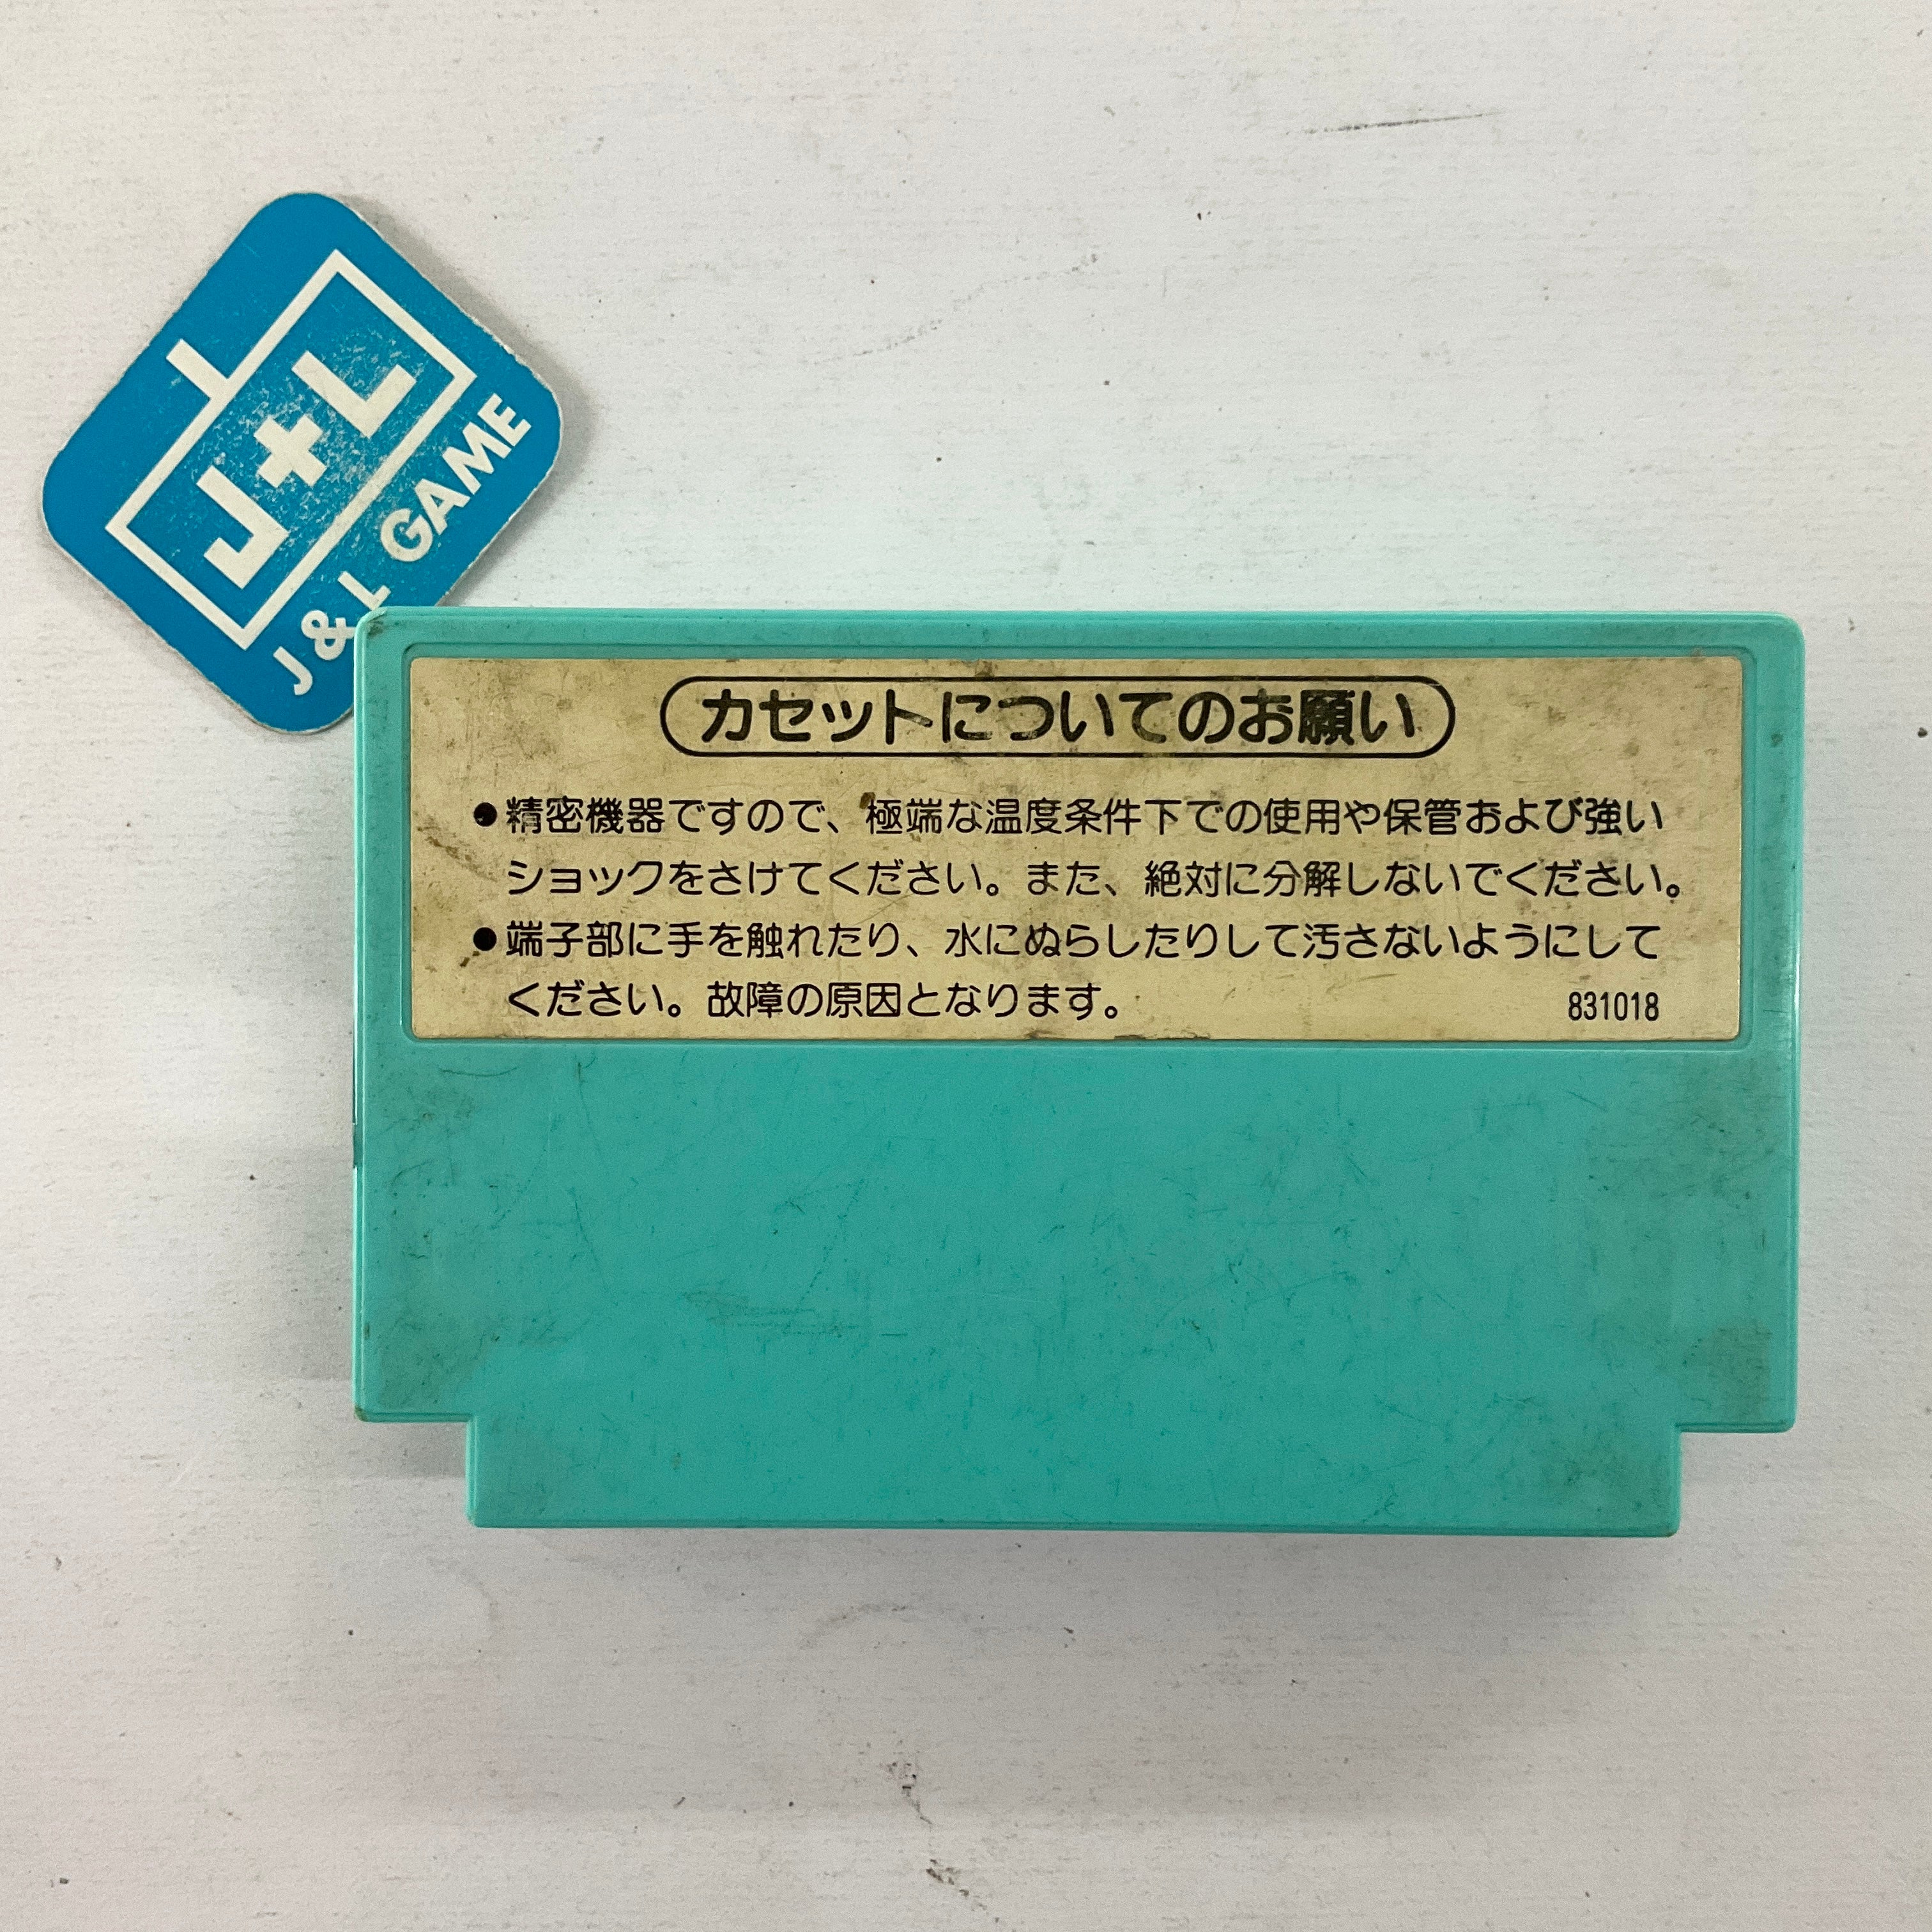 J+L
J & L GAME
カセットについてのお願い
●精密機器ですので、極端な温度条件下での使用や保管および強い
ショックをさけてください。また、絶対に分解しないでください。
●端子部に手を触れたり、水にぬらしたりして汚さないようにして
ください。故障の原因となります。
831018